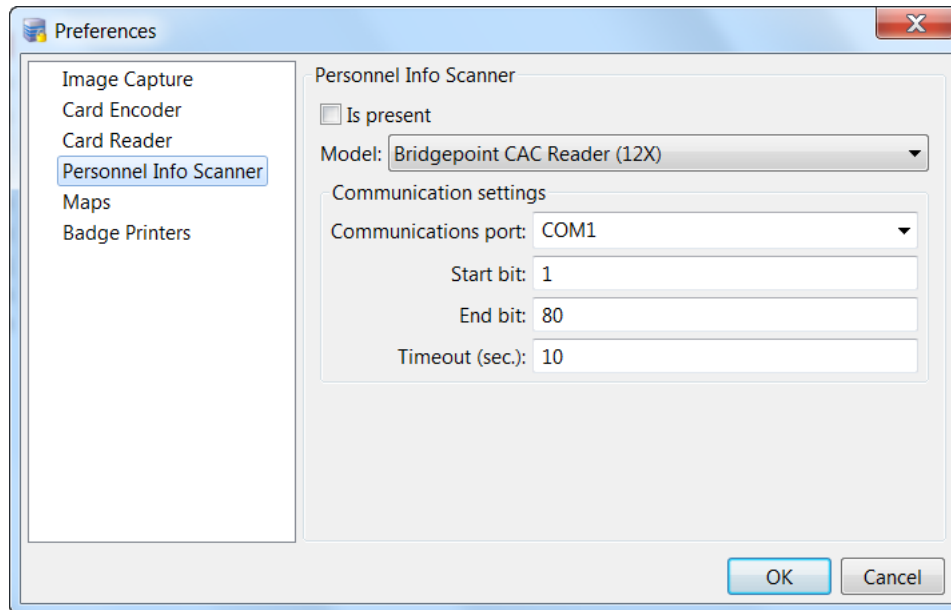 Preferences
Image Capture
Card Encoder
Card Reader
Personnel Info Scanner
Maps
Badge Printers
Personnel Info Scanner
Is present
Model: Bridgepoint CAC Reader (12X)
Communication settings
Communications port: COM1
Start bit: 1
End bit: 80
Timeout (sec.): 10
OK Cancel